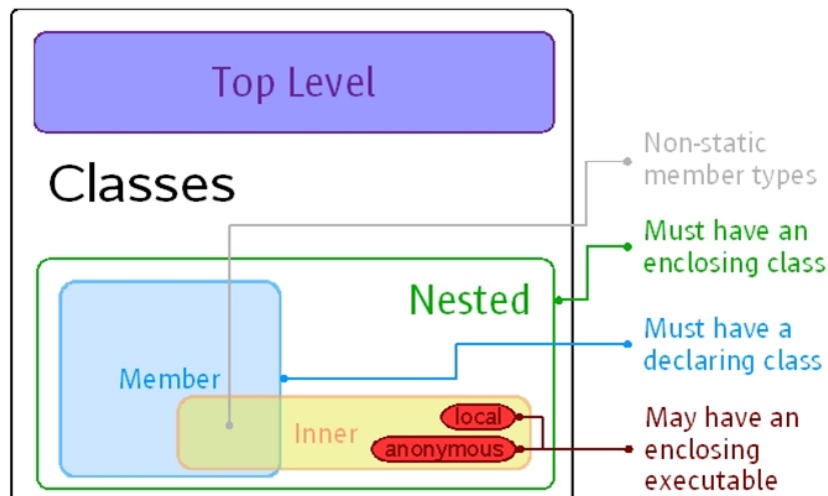 Top Level
Classes
Non-static
member types
Must have an
enclosing class
Nested
Must have a
declaring class
Member
Inner
local
anonymous
May have an
enclosing
executable